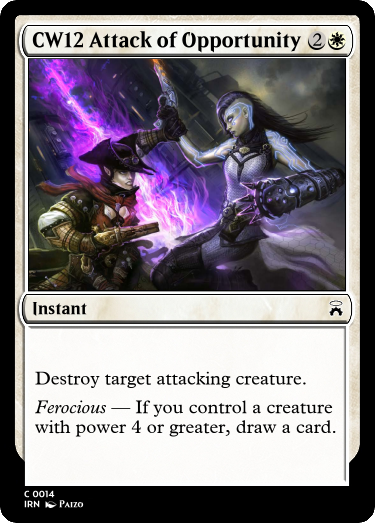 CW12 Attack of Opportunity 2
Instant
Destroy target attacking creature.
Ferocious — If you control a creature
with power 4 or greater, draw a card.
C 0014
IRN Paizo